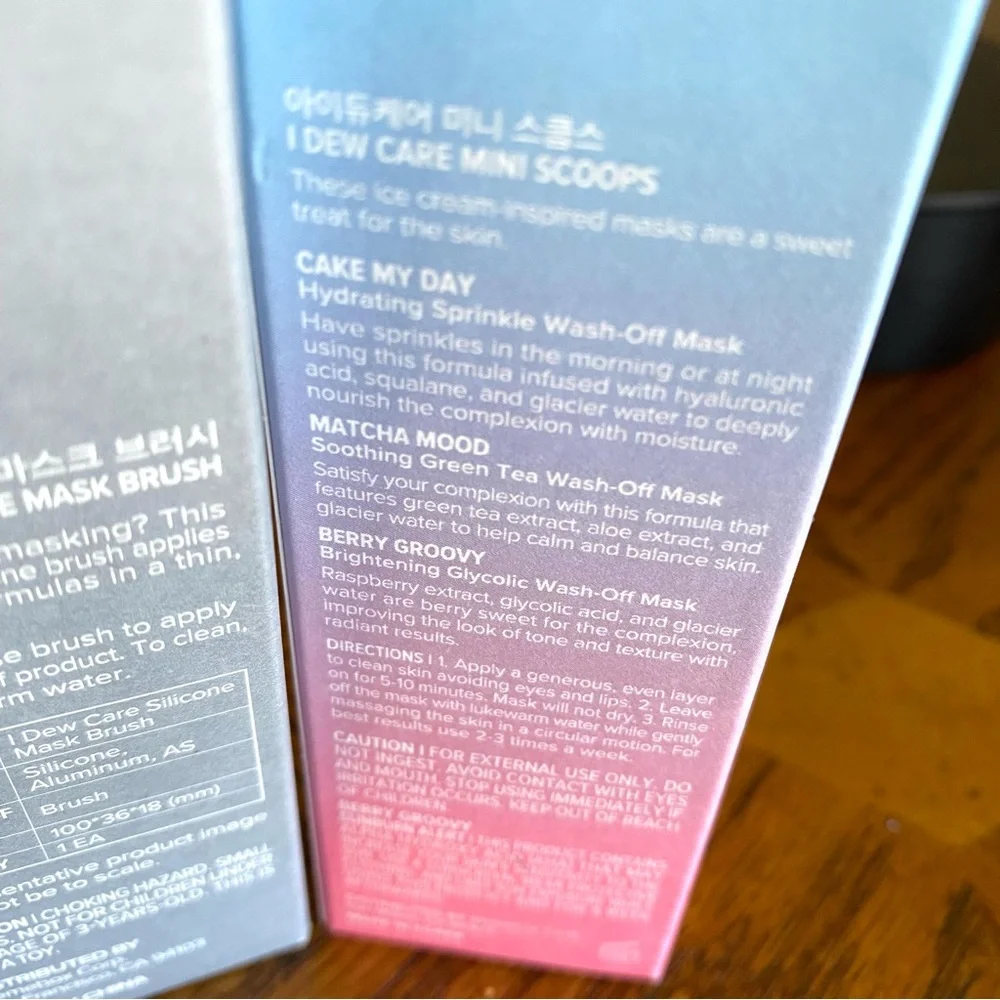 마스크 브러시
E MASK BRUSH
masking? This
ne brush applies
rmulas in a thin,
e brush to apply
f product. To clean,
rm water.
I Dew Care Silicone
Mask Brush
Silicone,
Aluminum, AS
F
Brush
100*36*18 (mm)
Y
1 EA
sentative product image
ot be to scale.
ON | CHOKING HAZARD. SMALL
S. NOT FOR CHILDREN UNDER
AGE OF 3-YEARS-OLD. THIS IS
A TOY.
TRIBUTED BY
Francisco CA 94103
아이듀케어 미니 스쿱스
I DEW CARE MINI SCOOPS
These ice cream-inspired masks are a sweet
treat for the skin.
CAKE MY DAY
Hydrating Sprinkle Wash-Off Mask
Have sprinkles in the morning or at night
using this formula infused with hyaluronic
acid, squalane, and glacier water to deeply
nourish the complexion with moisture.
MATCHA MOOD
Soothing Green Tea Wash-Off Mask
Satisfy your complexion with this formula that
features green tea extract, aloe extract, and
glacier water to help calm and balance skin.
BERRY GROOVY
Brightening Glycolic Wash-Off Mask
Raspberry extract, glycolic acid, and glacier
water are berry sweet for the complexion,
improving the look of tone and texture with
radiant results.
DIRECTIONS | 1. Apply a generous, even layer
to clean skin avoiding eyes and lips. 2. Leave
on for 5-10 minutes. Mask will not dry. 3. Rinse
off the mask with lukewarm water while gently
massaging the skin in a circular motion. For
best results use 2-3 times a week.
CAUTION | FOR EXTERNAL USE ONLY. DO
NOT INGEST. AVOID CONTACT WITH EYES
AND MOUTH. STOP USING IMMEDIATELY IF
IRRITATION OCCURS. KEEP OUT OF REACH
OF CHILDREN.
BERRY GROOVY
SUNBURN ALERT | THIS PRODUCT CONTAINS